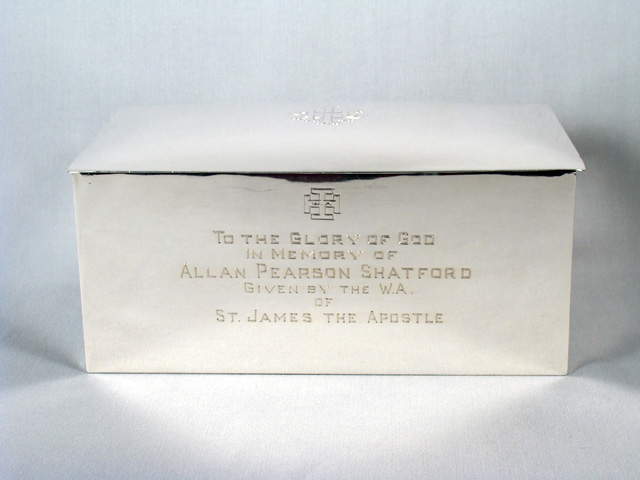 To the Glory of God
in Memory of
Allan Pearson Shatford
Given by the W.A.
of
St. James the Apostle